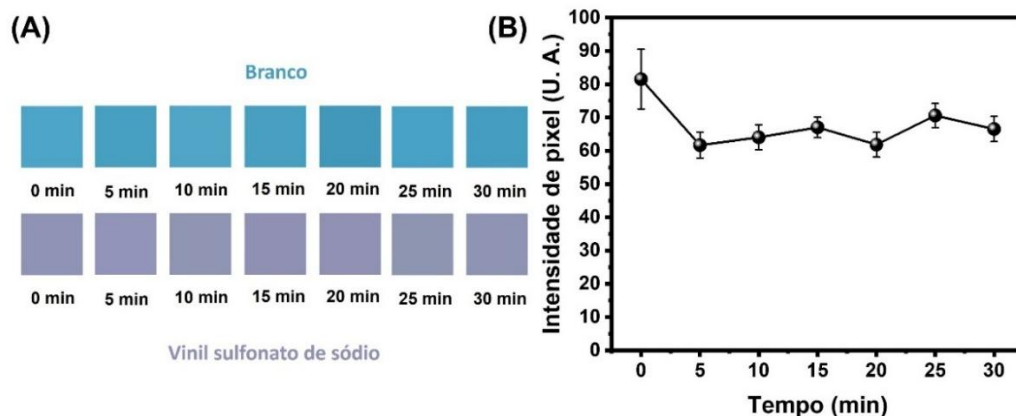 (A)
Branco
0 min 5 min 10 min 15 min 20 min 25 min 30 min
0 min 5 min 10 min 15 min 20 min 25 min 30 min
Vinil sulfonato de sódio
(B)
Intensidade de pixel (U. A.)
100
90
80
70
60
50
40
30
20
10
0
0 5 10 15 20 25 30
Tempo (min)